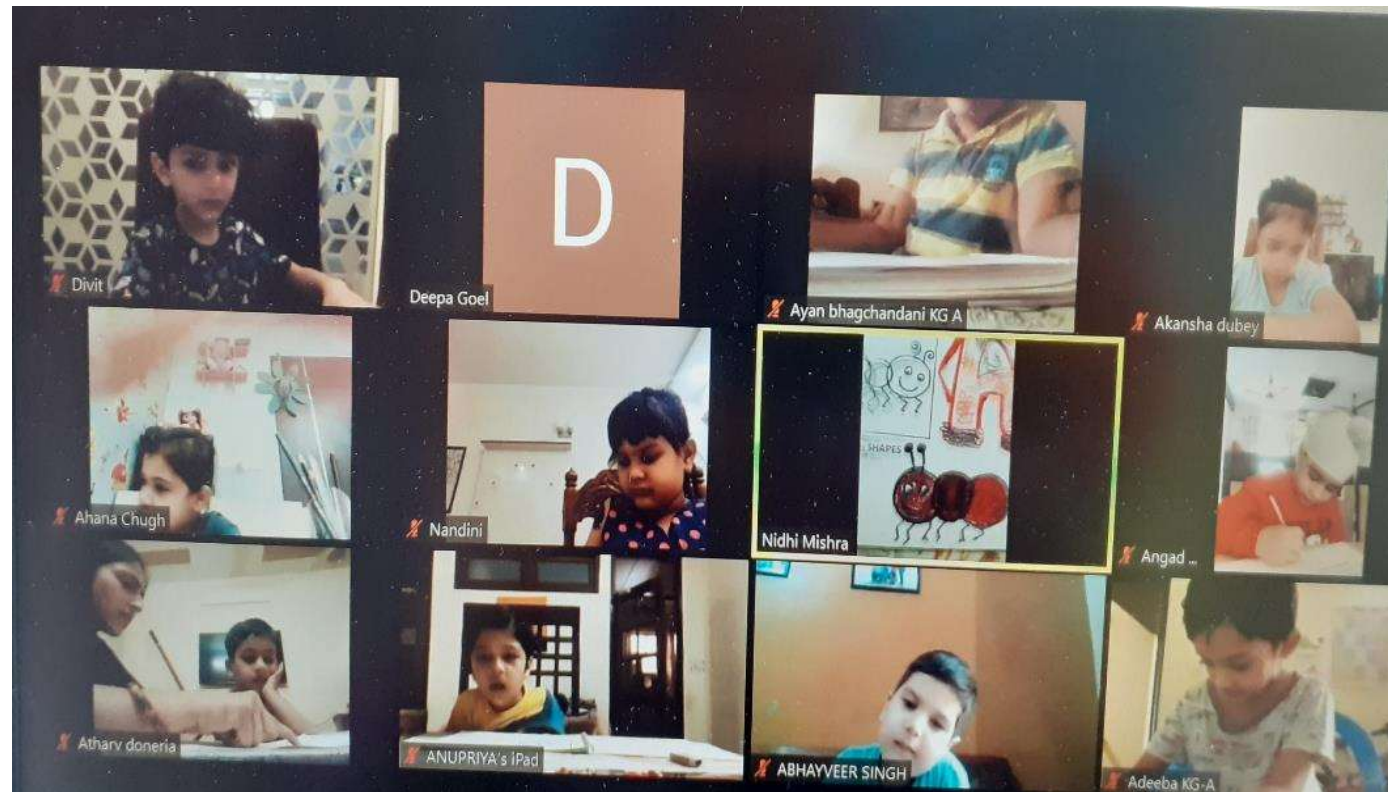 Divit
D
Deepa Goel
Ayan bhagchandani KG A
Akansha dubey
Ahana Chugh
Nandini
SHAPES
Nidhi Mishra
Angad ...
Atharv doneria
ANUPRIYA's iPad
ABHAYVEER SINGH
Adeeba KG-A